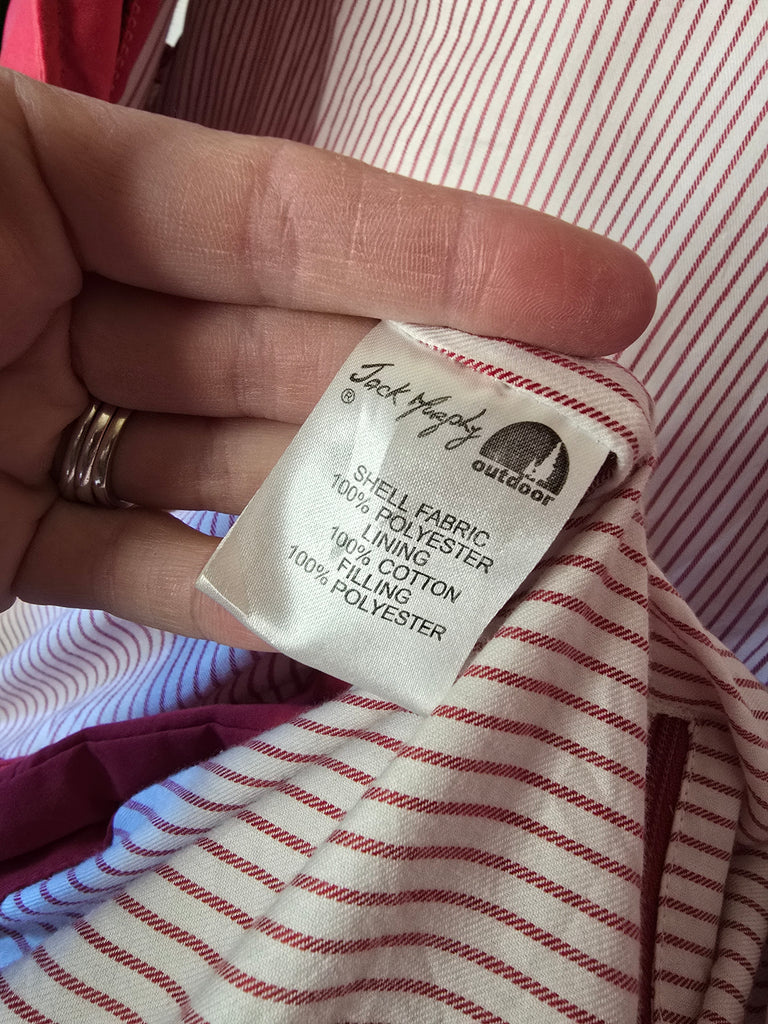 Jack Murphy
®
outdoor
SHELL FABRIC
100% POLYESTER
LINING
100% COTTON
FILLING
100% POLYESTER